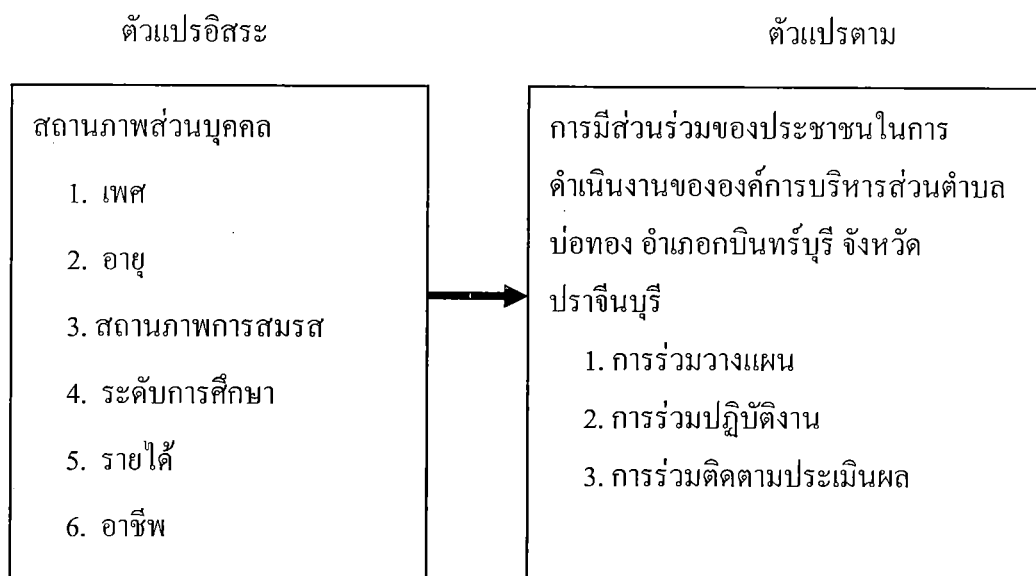 ตัวแปรอิสระ
ตัวแปรตาม
สถานภาพส่วนบุคคล
1. เพศ
2. อายุ
3. สถานภาพการสมรส
4. ระดับการศึกษา
5. รายได้
6. อาชีพ
การมีส่วนร่วมของประชาชนในการ
ดำเนินงานขององค์การบริหารส่วนตำบล
บ่อทอง อำเภอกบินทร์บุรี จังหวัด
ปราจีนบุรี
1. การร่วมวางแผน
2. การร่วมปฏิบัติงาน
3. การร่วมติดตามประเมินผล